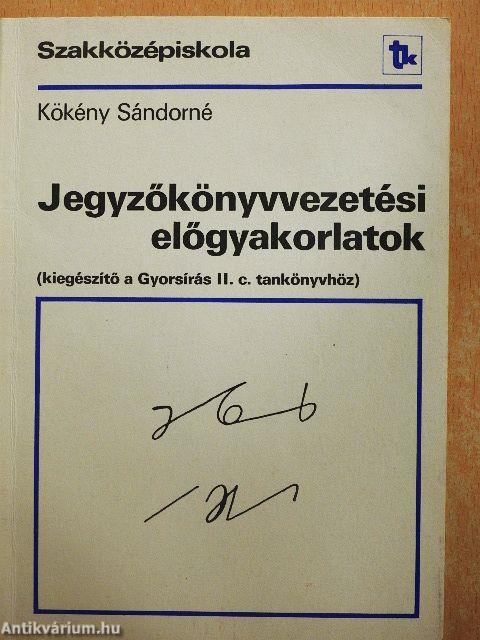 Szakközépiskola
tk
Kökény Sándorné
Jegyzőkönyvvezetési
előgyakorlatok
(kiegészítő a Gyorsírás II. c. tankönyvhöz)
Antikvárium.hu